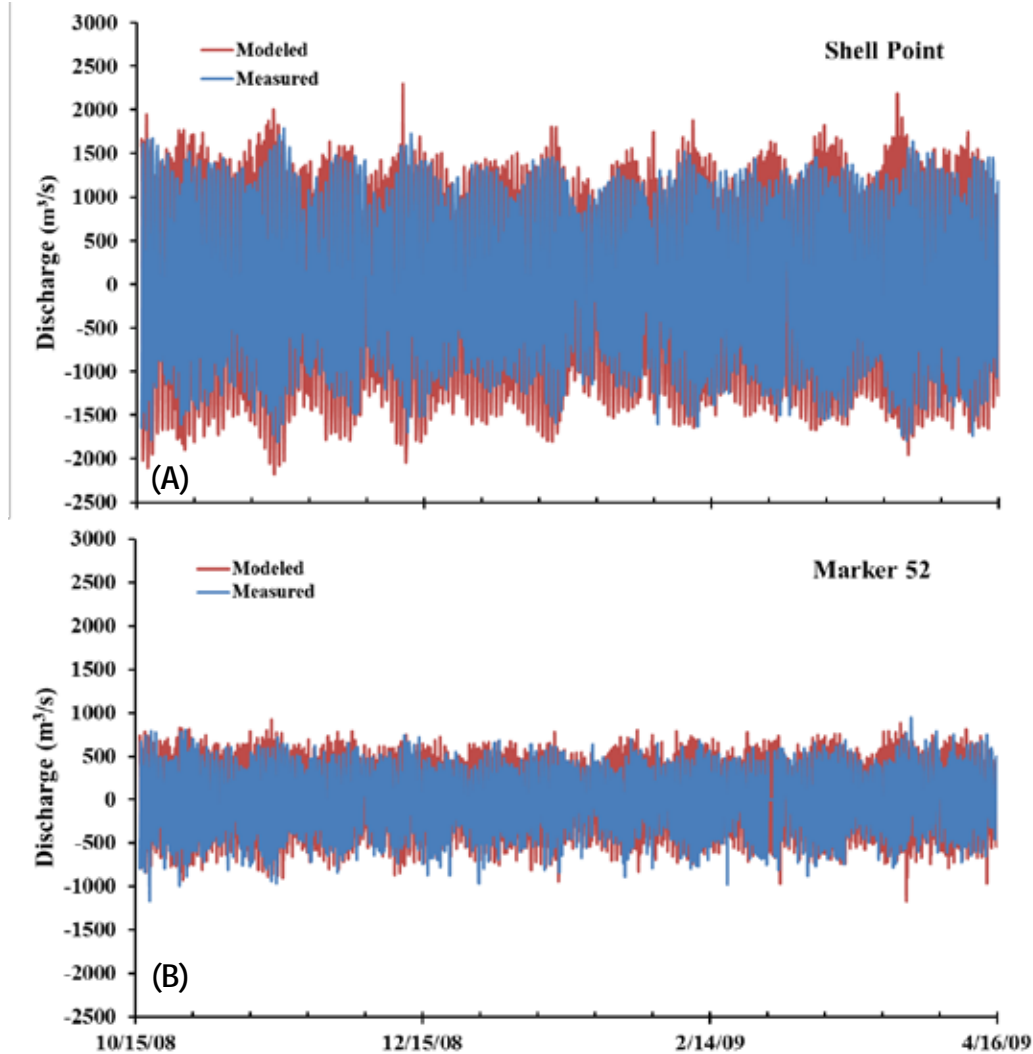 3000
2500
2000
1500
1000
500
0
-500
-1000
-1500
-2000
-2500
Discharge (m³/s)
Modeled
Measured
Shell Point
(A)
3000
2500
2000
1500
1000
500
0
-500
-1000
-1500
-2000
-2500
Discharge (m³/s)
Modeled
Measured
Marker 52
(B)
10/15/08 12/15/08 2/14/09 4/16/09